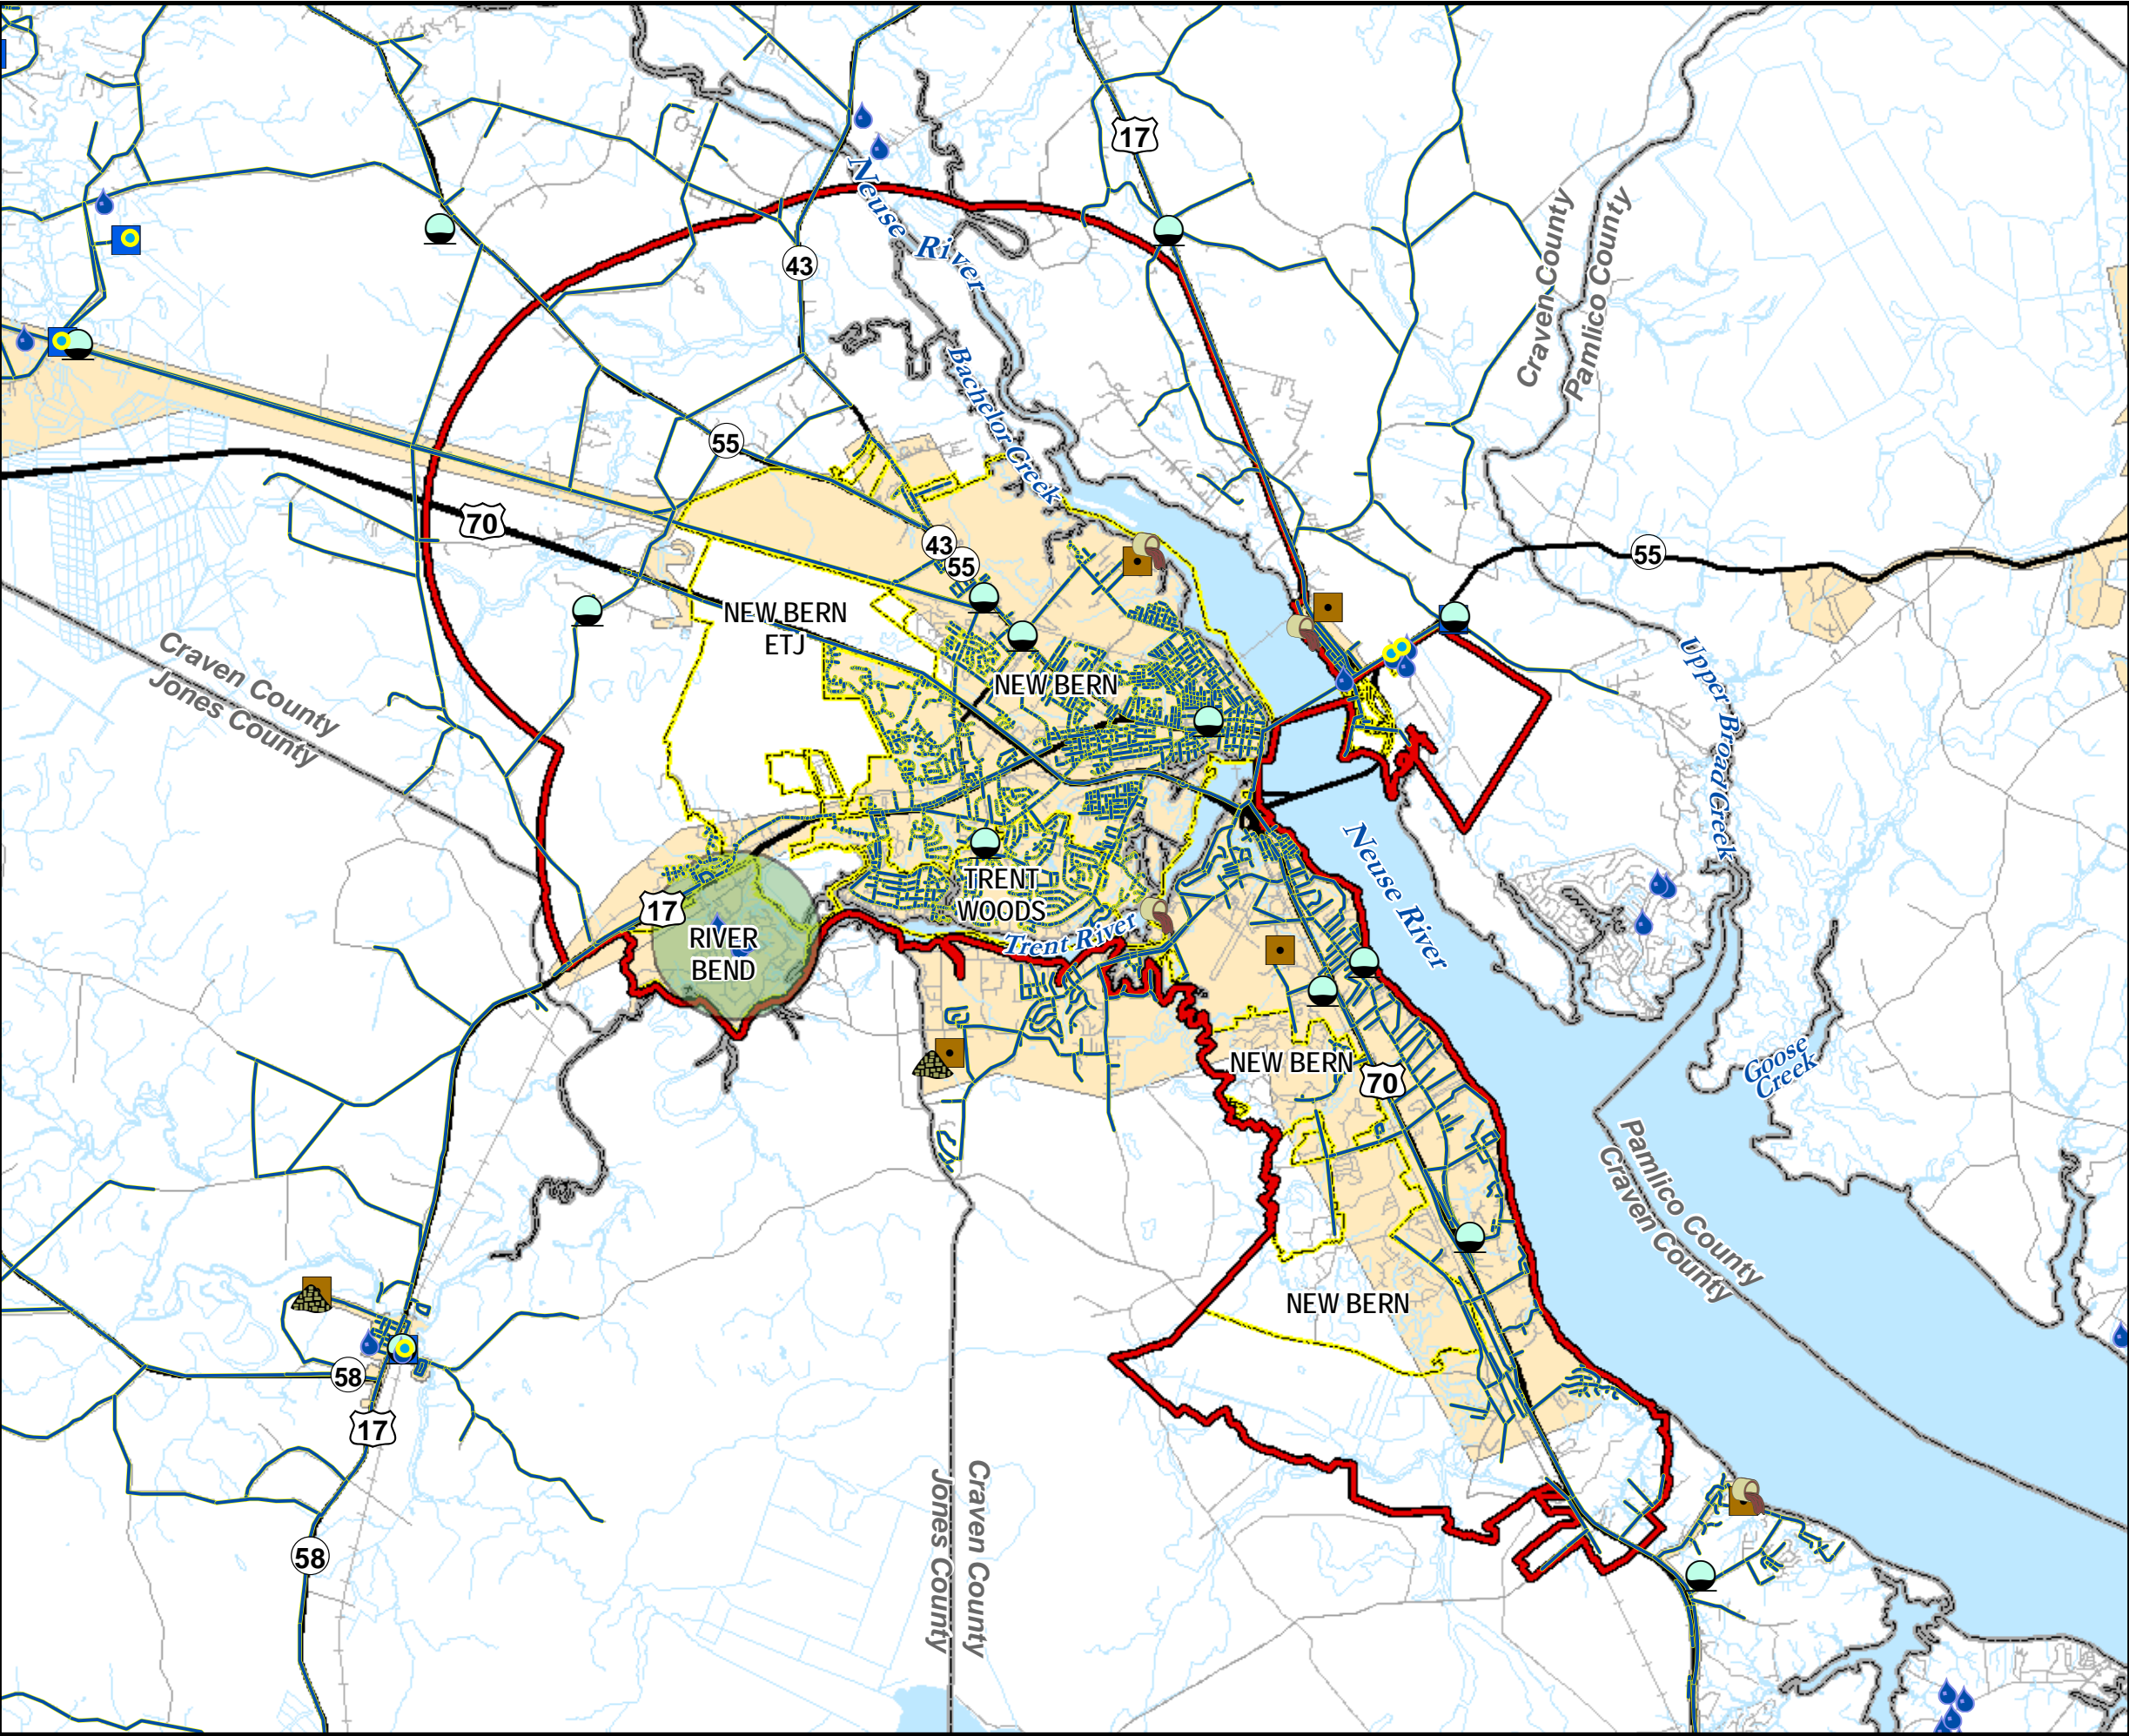 17
Neuse River
43
Craven County
Pamlico County
Bachelor Creek
55
70
43
55
55
NEW BERN
ETJ
Craven County
Jones County
NEW BERN
Upper Broad Creek
Neuse River
TRENT
WOODS
17
RIVER
BEND
Trent River
NEW BERN
70
Goose
Creek
Pamlico County
Craven County
NEW BERN
58
17
Craven County
Jones County
58